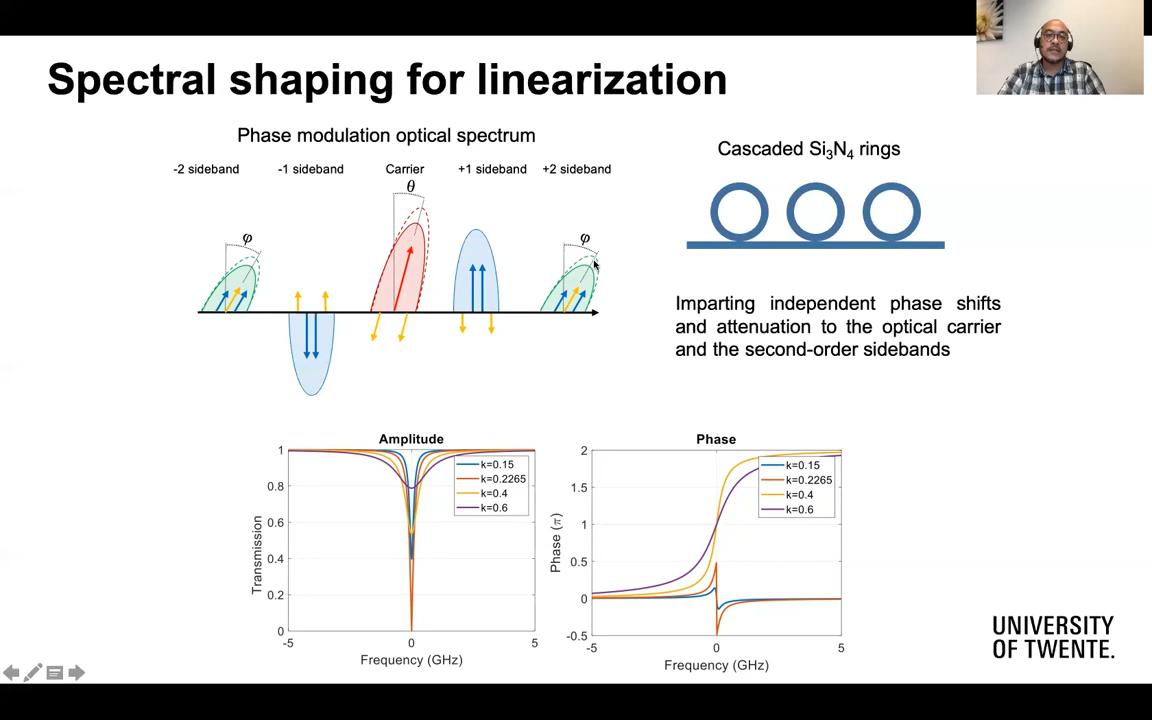 Spectral shaping for linearization
Phase modulation optical spectrum
-2 sideband
-1 sideband
Carrier
+1 sideband
+2 sideband
θ
φ
φ
Cascaded Si₃N₄ rings
Imparting independent phase shifts
and attenuation to the optical carrier
and the second-order sidebands
Amplitude
Transmission
1
0.8
0.6
0.4
0.2
0
-5
0
5
Frequency (GHz)
k=0.15
k=0.2265
k=0.4
k=0.6
Phase
Phase (π)
2
1.5
1
0.5
0
-0.5
-5
0
5
Frequency (GHz)
k=0.15
k=0.2265
k=0.4
k=0.6
UNIVERSITY
OF TWENTE.